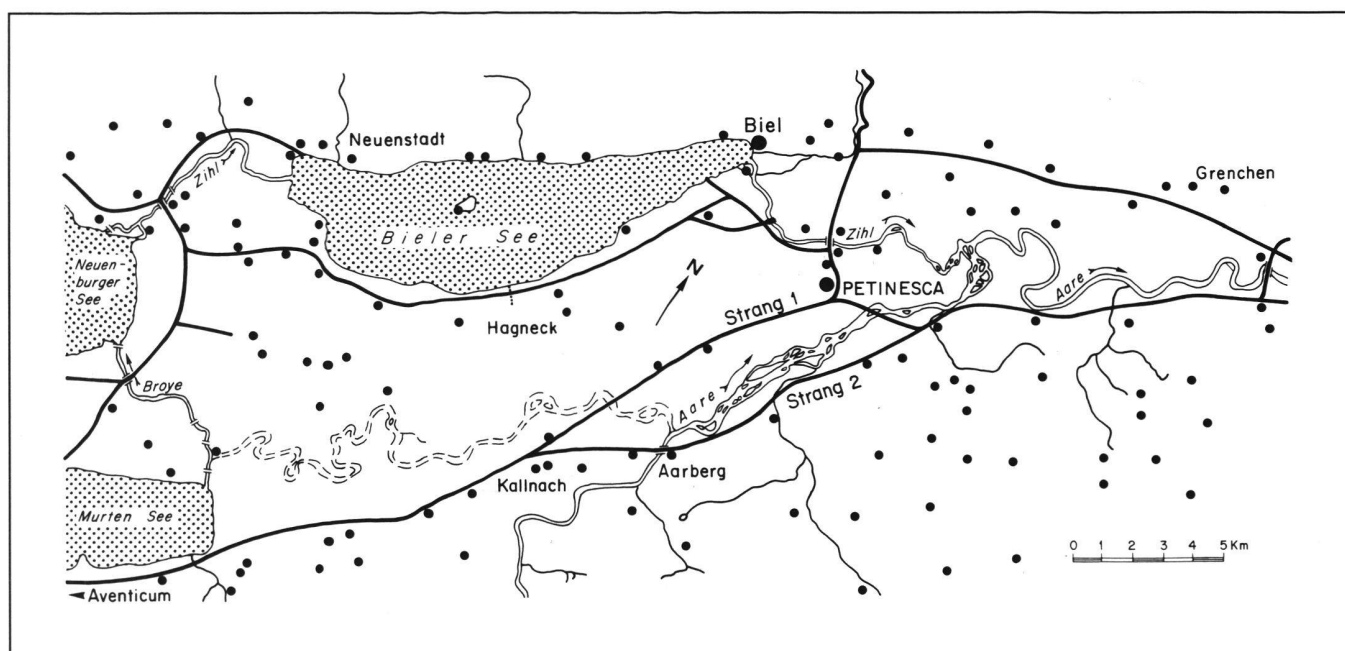 Neuenstadt
Biel
Grenchen
Zihl
Bieler See
Zihl
Neuen-
burger
See
PETINESCA
Aare
N
Strang 1
Hagneck
Broye
Aare
Strang 2
Kallnach
Aarberg
Murten See
0 1 2 3 4 5 Km
Aventicum